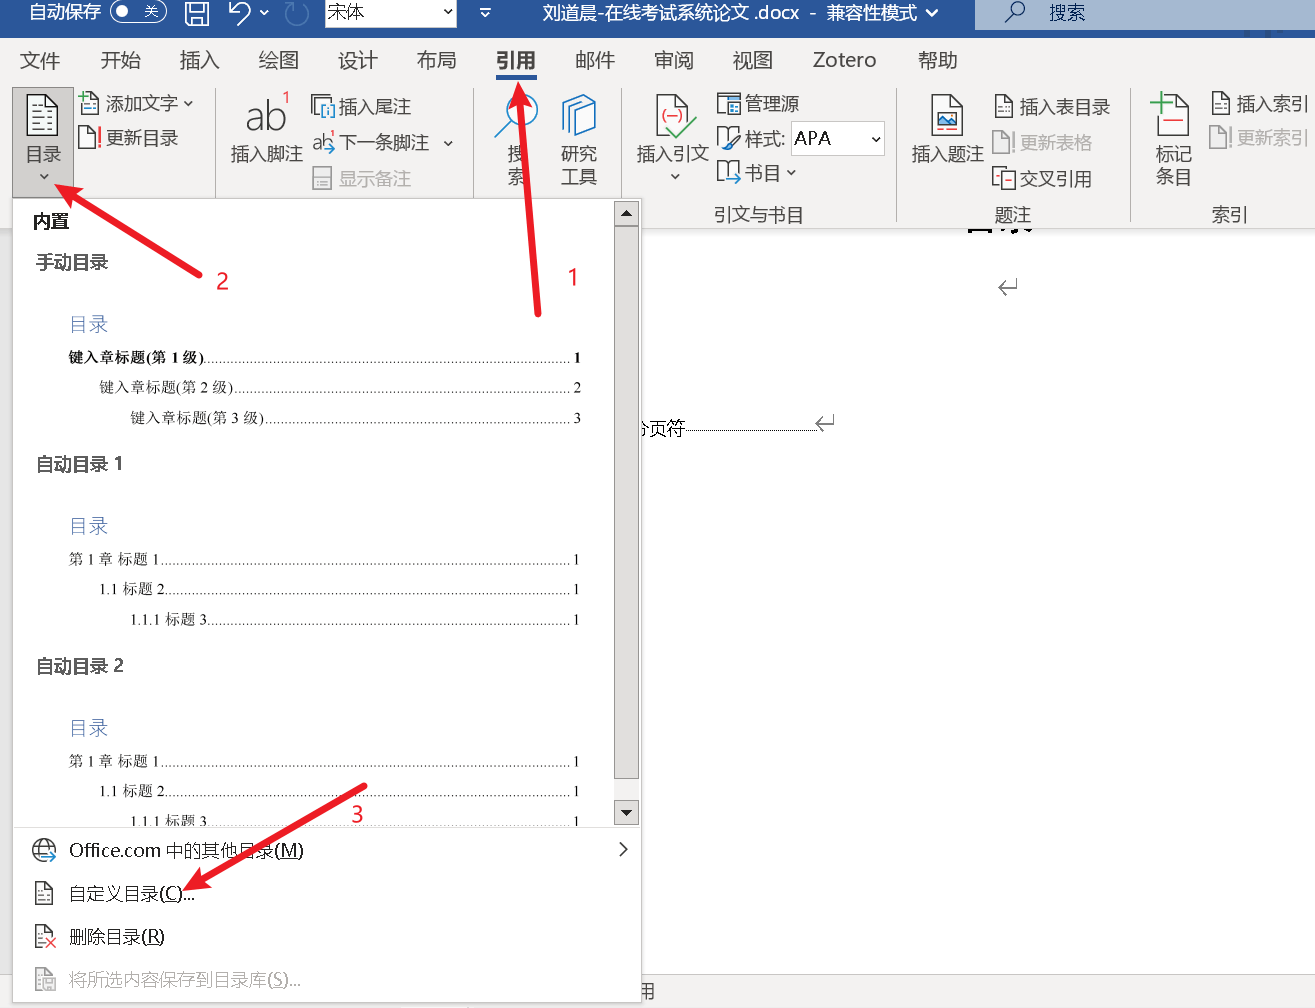 自动保存 关 宋体 刘道晨-在线考试系统论文 .docx - 兼容性模式 搜索
文件 开始 插入 绘图 设计 布局 引用 邮件 审阅 视图 Zotero 帮助
目录
添加文字
更新目录
ab1
插入脚注
插入尾注
ab1 下一条脚注
显示备注
搜索
研究
工具
插入引文
管理源
样式: APA
书目
引文与书目
插入题注
插入表目录
更新表格
交叉引用
题注
标记
条目
插入索引
更新索引
索引
1
2
3
内置
手动目录
目录
键入章标题(第 1 级)........1
键入章标题(第 2 级)........2
键入章标题(第 3 级)........3
自动目录 1
目录
第 1 章 标题 1........1
1.1 标题 2........1
1.1.1 标题 3........1
自动目录 2
目录
第 1 章 标题 1........1
1.1 标题 2........1
1.1.1 标题 3........1
Office.com 中的其他目录(M)
自定义目录(C)...
删除目录(R)
将所选内容保存到目录库(S)...
目录
分页符
用